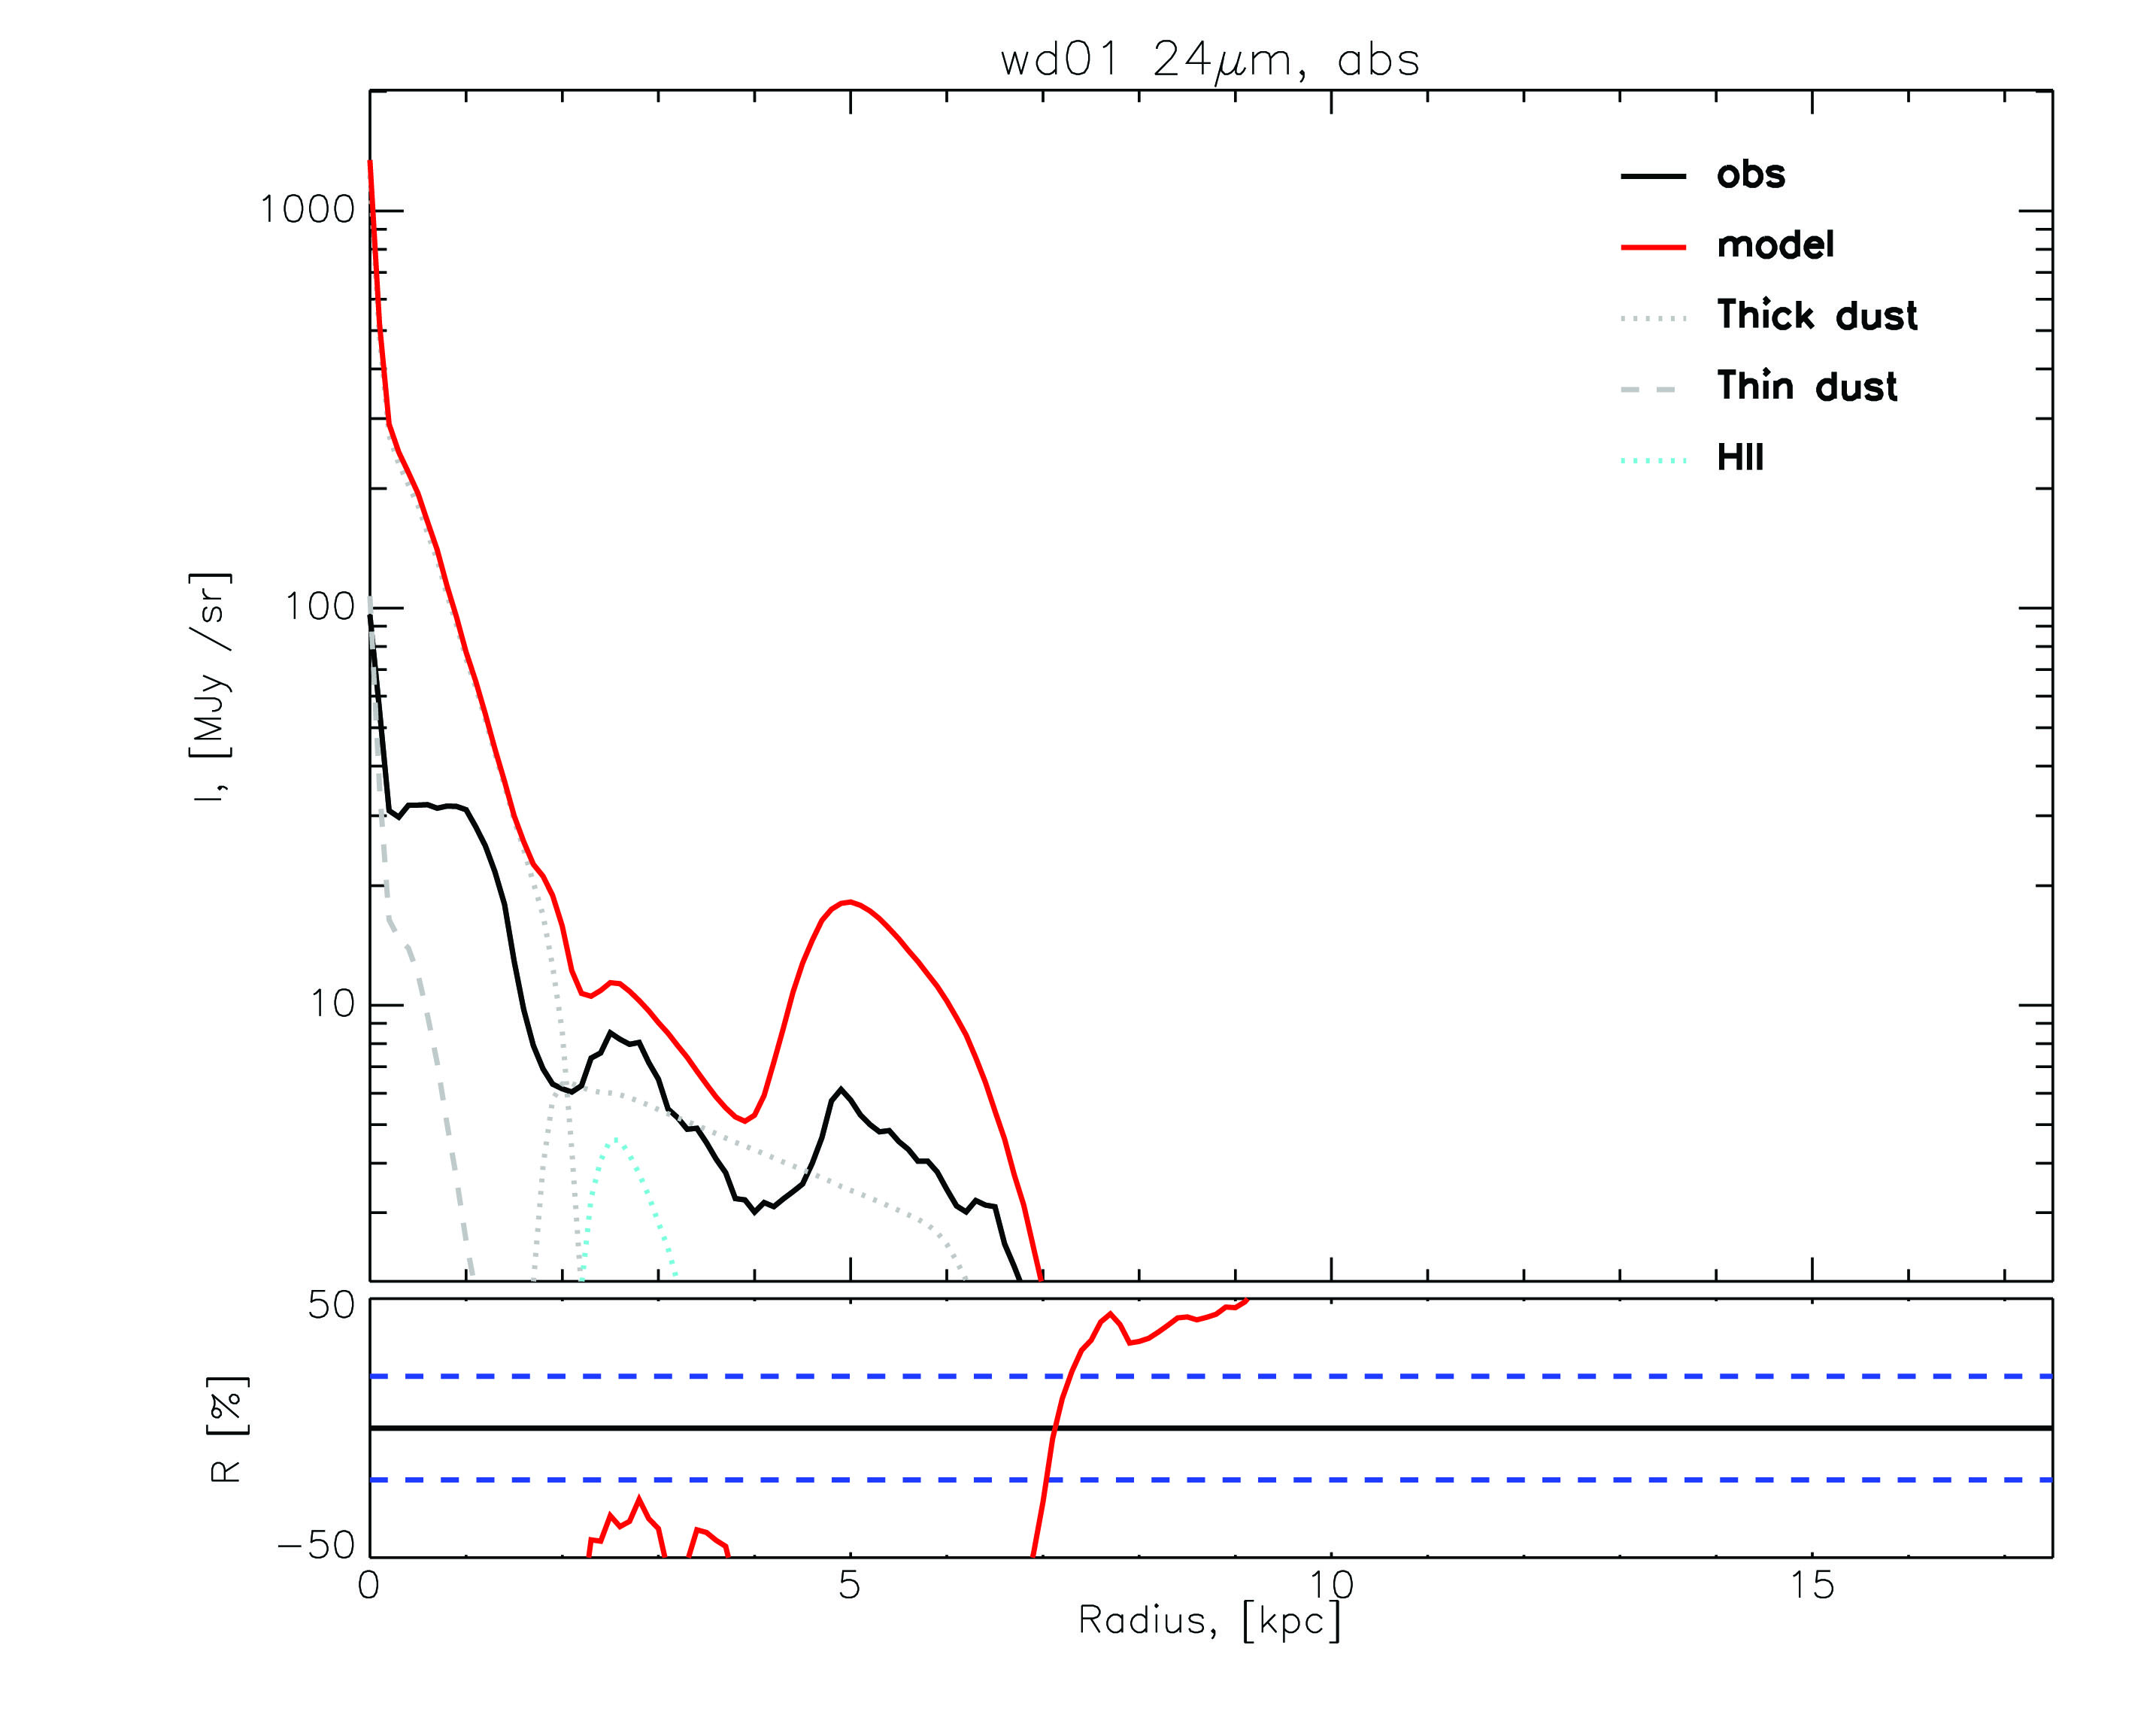 wd01 24μm, abs
1000
100
10
I, [MJy /sr]
obs
model
Thick dust
Thin dust
HII
50
-50
R [%]
0 5 10 15
Radius, [kpc]